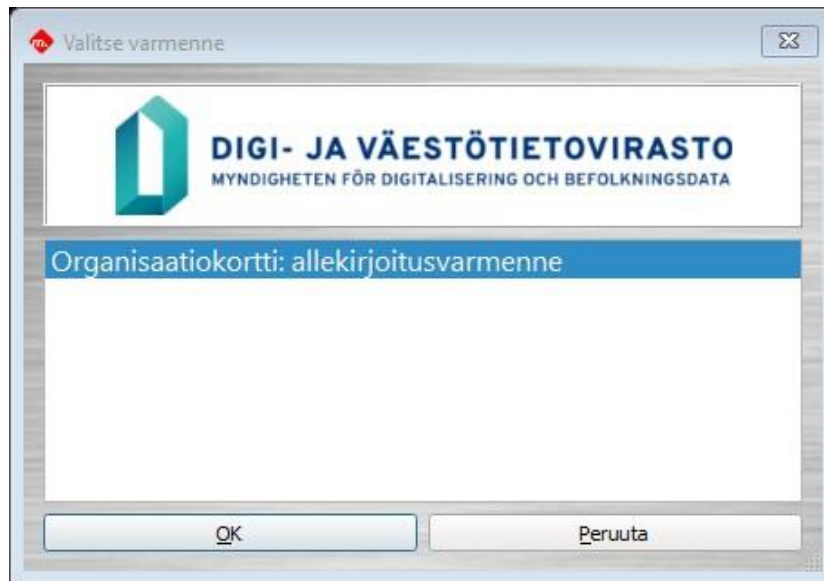 m.
Valitse varmenne
DIGI- JA VÄESTÖTIETOVIRASTO
MYNDIGHETEN FÖR DIGITALISERING OCH BEFOLKNINGSDATA
Organisaatiokortti: allekirjoitusvarmenne
OK
Peruuta